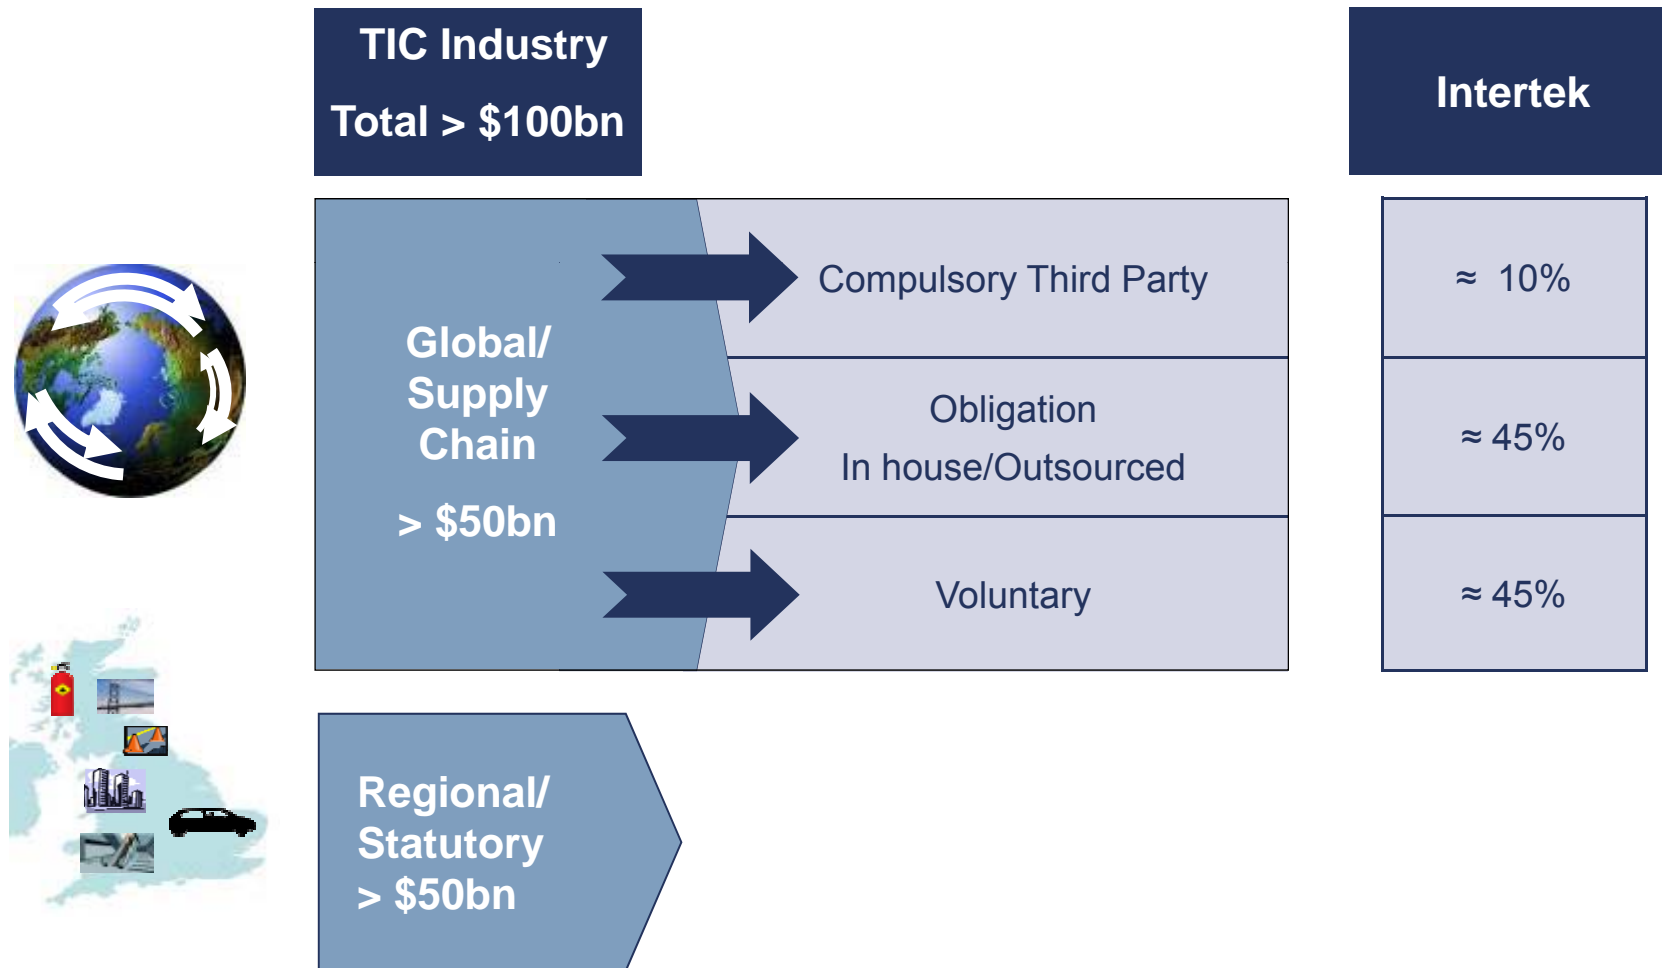 TIC Industry
Total > $100bn
Intertek
Global/
Supply
Chain
> $50bn
Compulsory Third Party
≈ 10%
Obligation
In house/Outsourced
≈ 45%
Voluntary
≈ 45%
Regional/
Statutory
> $50bn